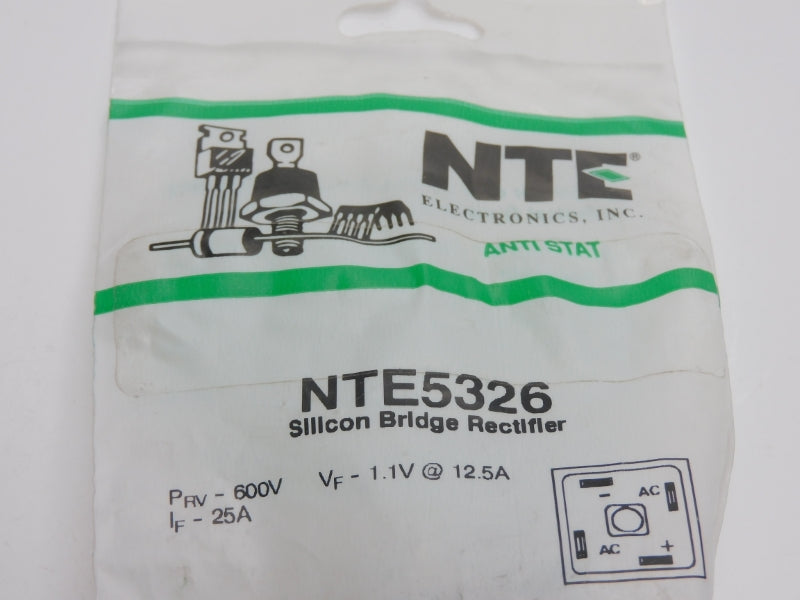 NTE®
ELECTRONICS, INC.
ANTI STAT
NTE5326
Silicon Bridge Rectifier
PRV - 600V VF - 1.1V @ 12.5A
IF - 25A
- AC
AC +